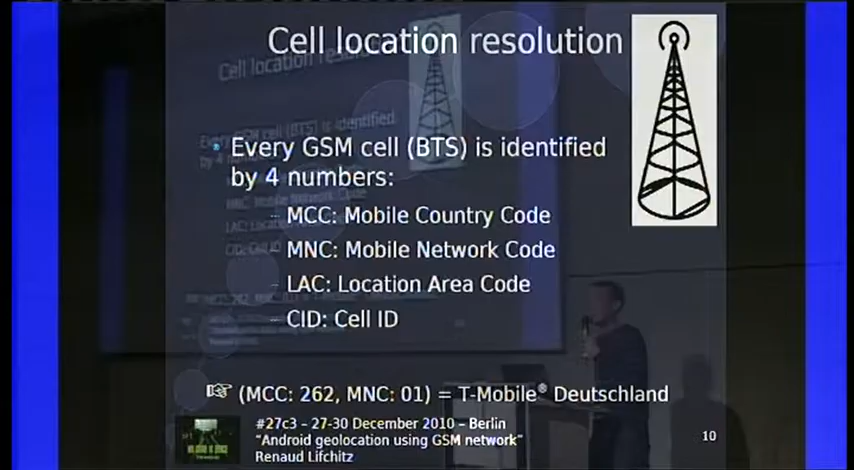 Cell location resolution
Every GSM cell (BTS) is identified
by 4 numbers:
– MCC: Mobile Country Code
– MNC: Mobile Network Code
– LAC: Location Area Code
– CID: Cell ID
☞ (MCC: 262, MNC: 01) = T-Mobile® Deutschland
#27c3 – 27-30 December 2010 – Berlin
"Android geolocation using GSM network"
Renaud Lifchitz
10